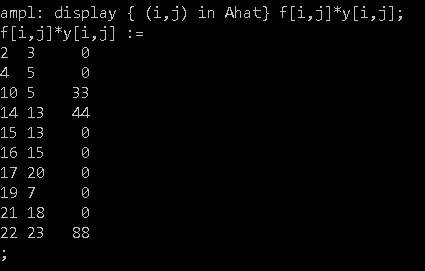 ampl: display { (i,j) in Ahat} f[i,j]*y[i,j];
f[i,j]*y[i,j] :=
2  3     0
4  5     0
10 5    33
14 13   44
15 13    0
16 15    0
17 20    0
19 7     0
21 18    0
22 23   88
;